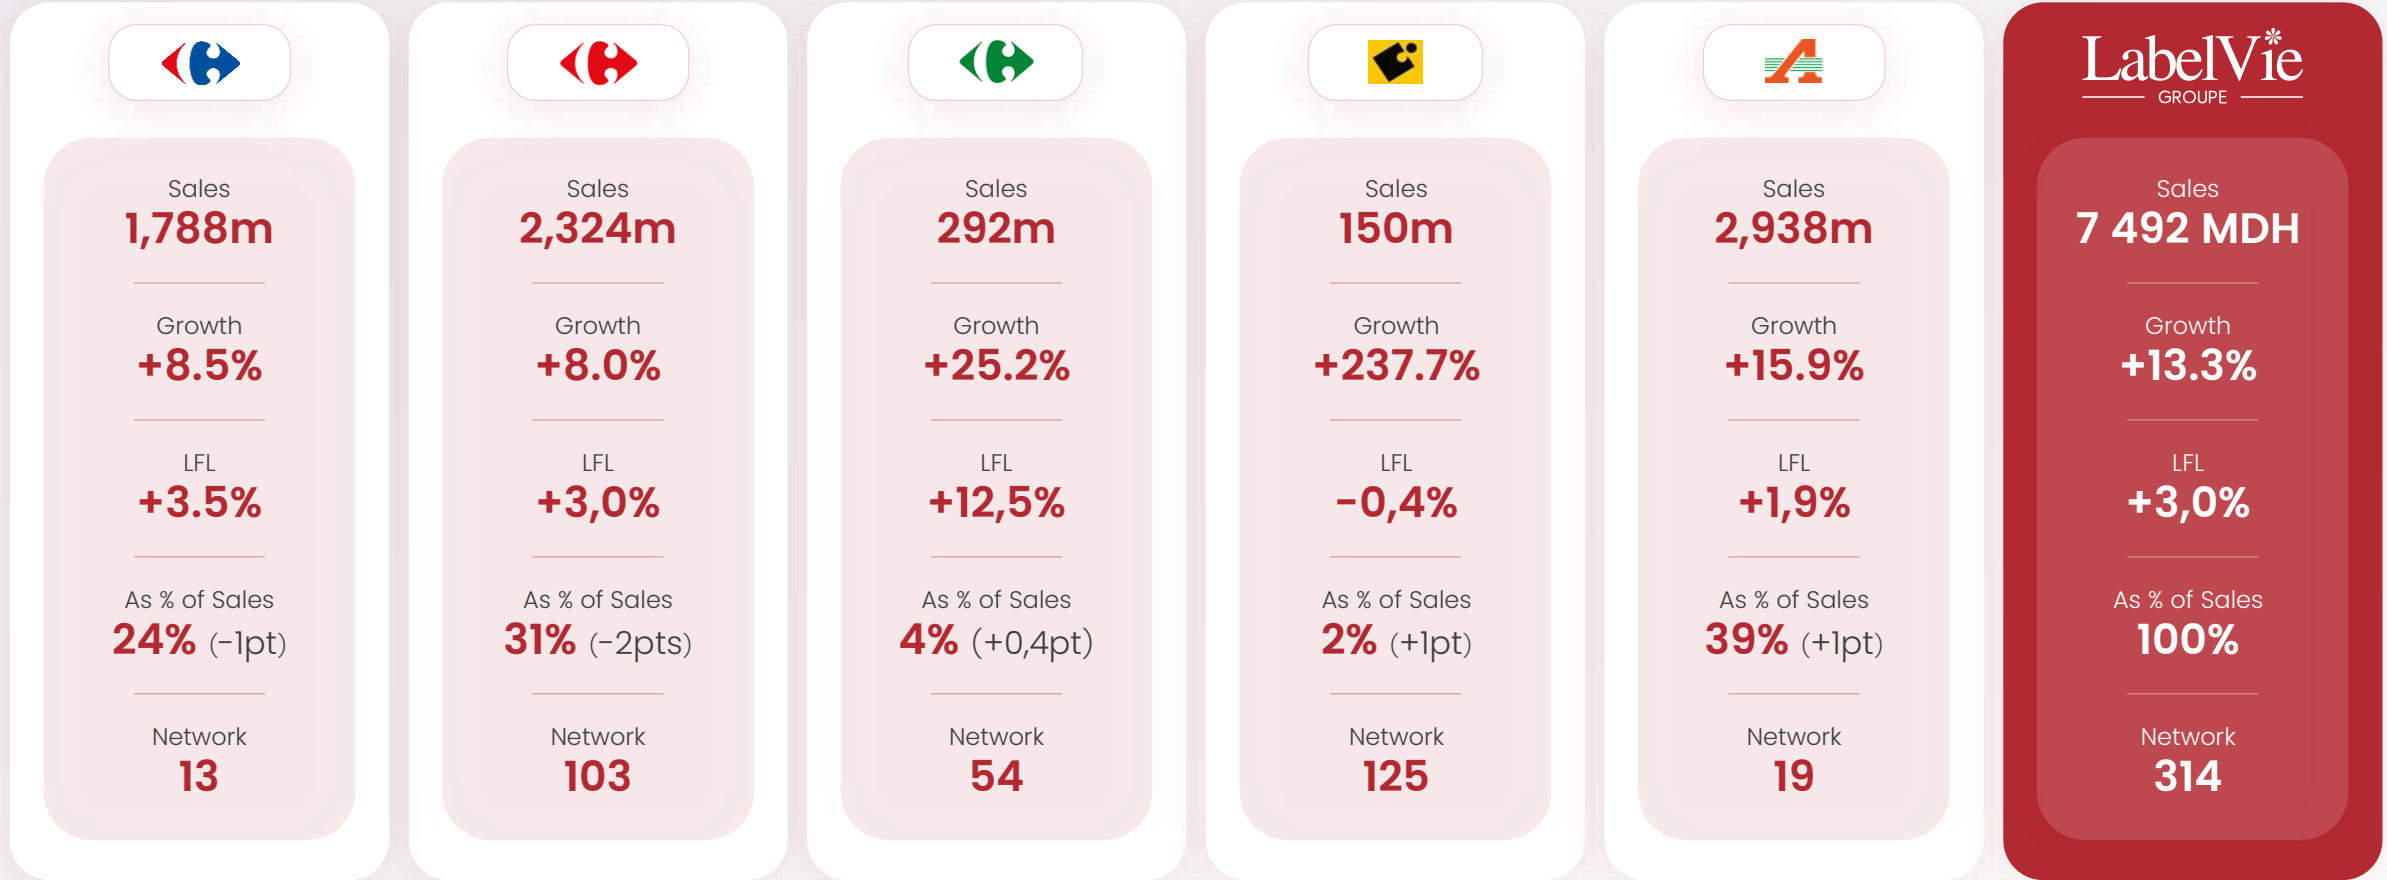 Sales
1,788m
Growth
+8.5%
LFL
+3.5%
As % of Sales
24% (-1pt)
Network
13
Sales
2,324m
Growth
+8.0%
LFL
+3,0%
As % of Sales
31% (-2pts)
Network
103
Sales
292m
Growth
+25.2%
LFL
+12,5%
As % of Sales
4% (+0,4pt)
Network
54
Sales
150m
Growth
+237.7%
LFL
-0,4%
As % of Sales
2% (+1pt)
Network
125
A
Sales
2,938m
Growth
+15.9%
LFL
+1,9%
As % of Sales
39% (+1pt)
Network
19
LabelVie
GROUPE
Sales
7 492 MDH
Growth
+13.3%
LFL
+3,0%
As % of Sales
100%
Network
314